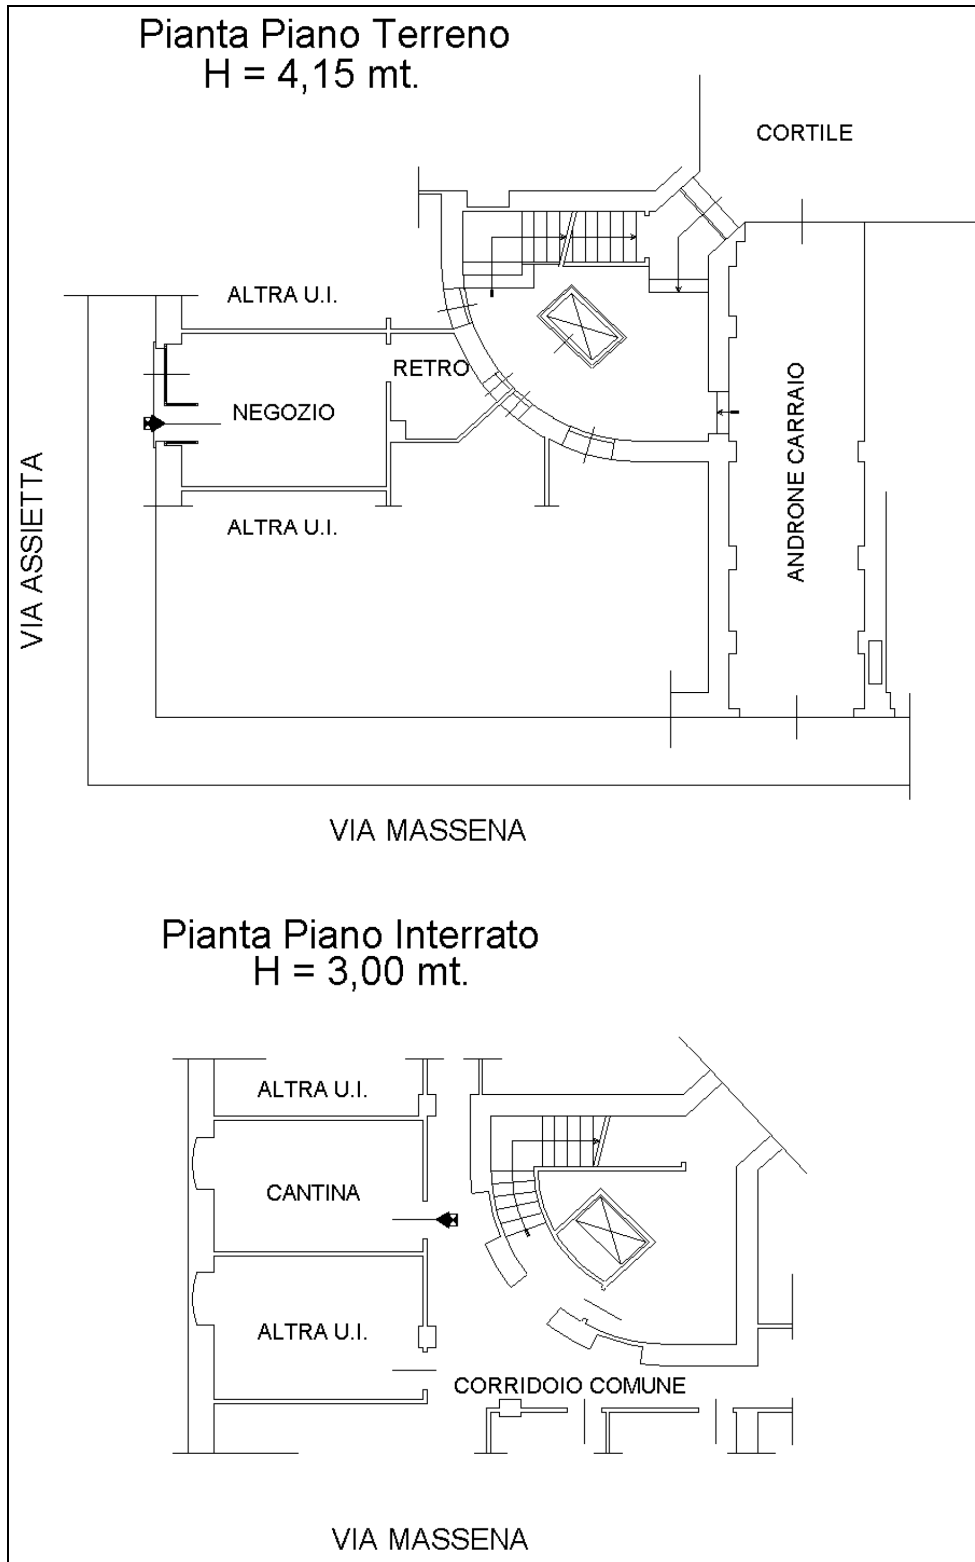 Pianta Piano Terreno
H = 4,15 mt.
CORTILE
ALTRA U.I.
RETRO
NEGOZIO
ANDRONE CARRAIO
ALTRA U.I.
VIA ASSIETTA
VIA MASSENA
Pianta Piano Interrato
H = 3,00 mt.
ALTRA U.I.
CANTINA
ALTRA U.I.
CORRIDOIO COMUNE
VIA MASSENA